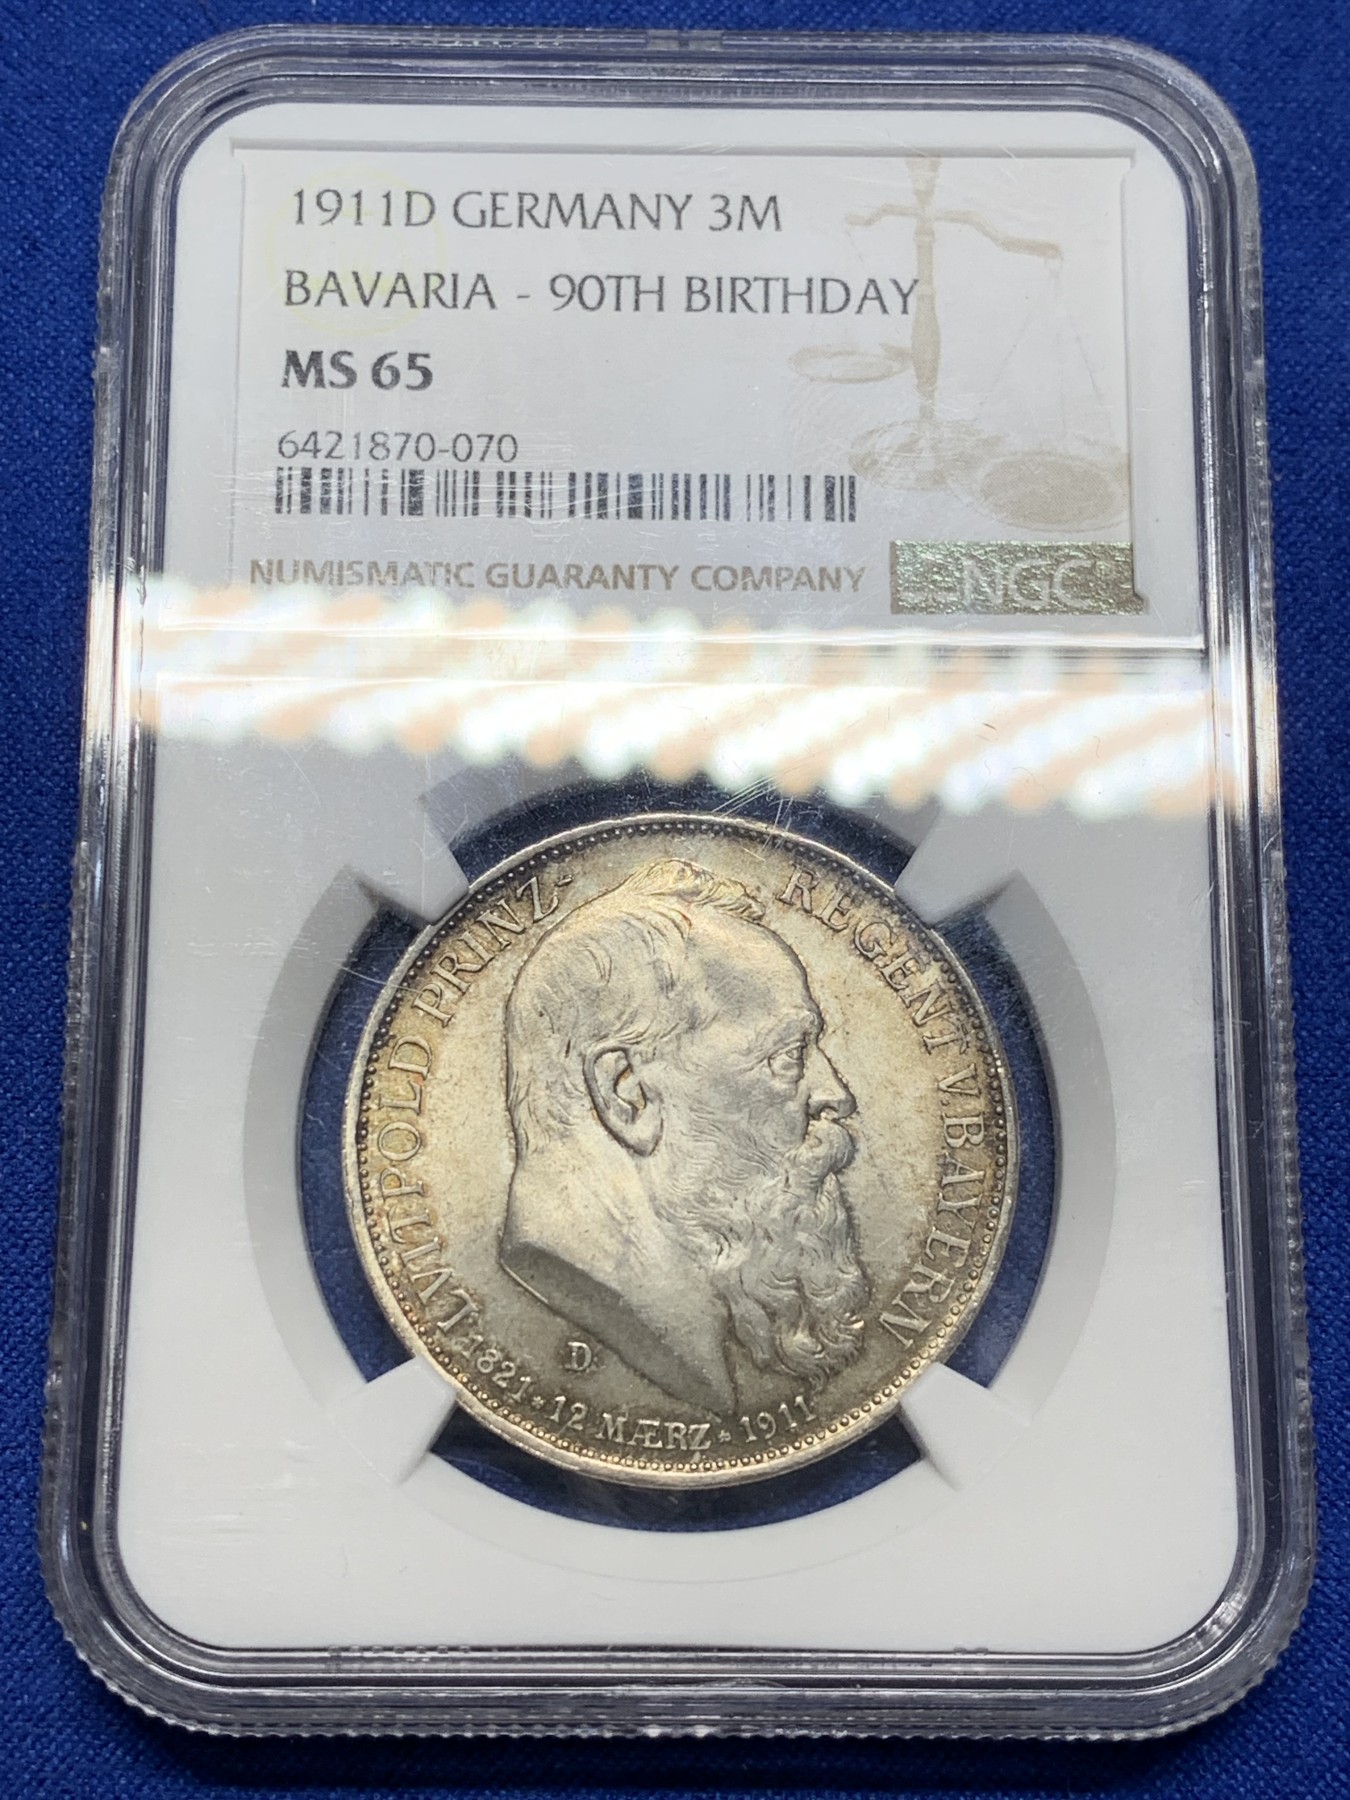 1911D GERMANY 3M
BAVARIA - 90TH BIRTHDAY
MS 65
6421870-070
NUMISMATIC GUARANTY COMPANY
NGC
LVITPOLD PRINZ-REGENT V.BAYERN
D
1821 * 12 MÆRZ * 1911